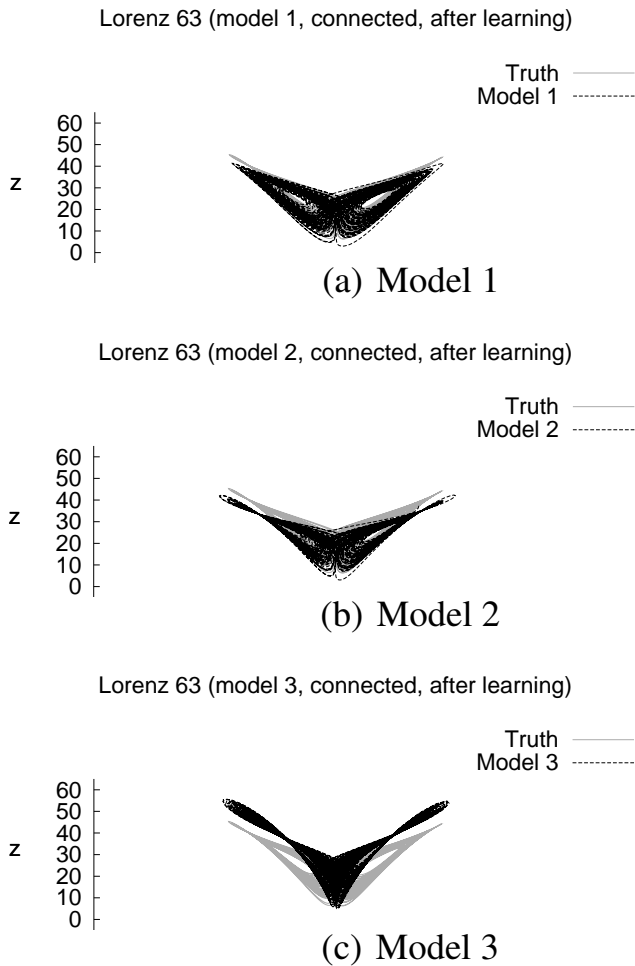 Lorenz 63 (model 1, connected, after learning)
Truth
Model 1
60
50
40
30
20
10
0
z
(a) Model 1
Lorenz 63 (model 2, connected, after learning)
Truth
Model 2
60
50
40
30
20
10
0
z
(b) Model 2
Lorenz 63 (model 3, connected, after learning)
Truth
Model 3
60
50
40
30
20
10
0
z
(c) Model 3